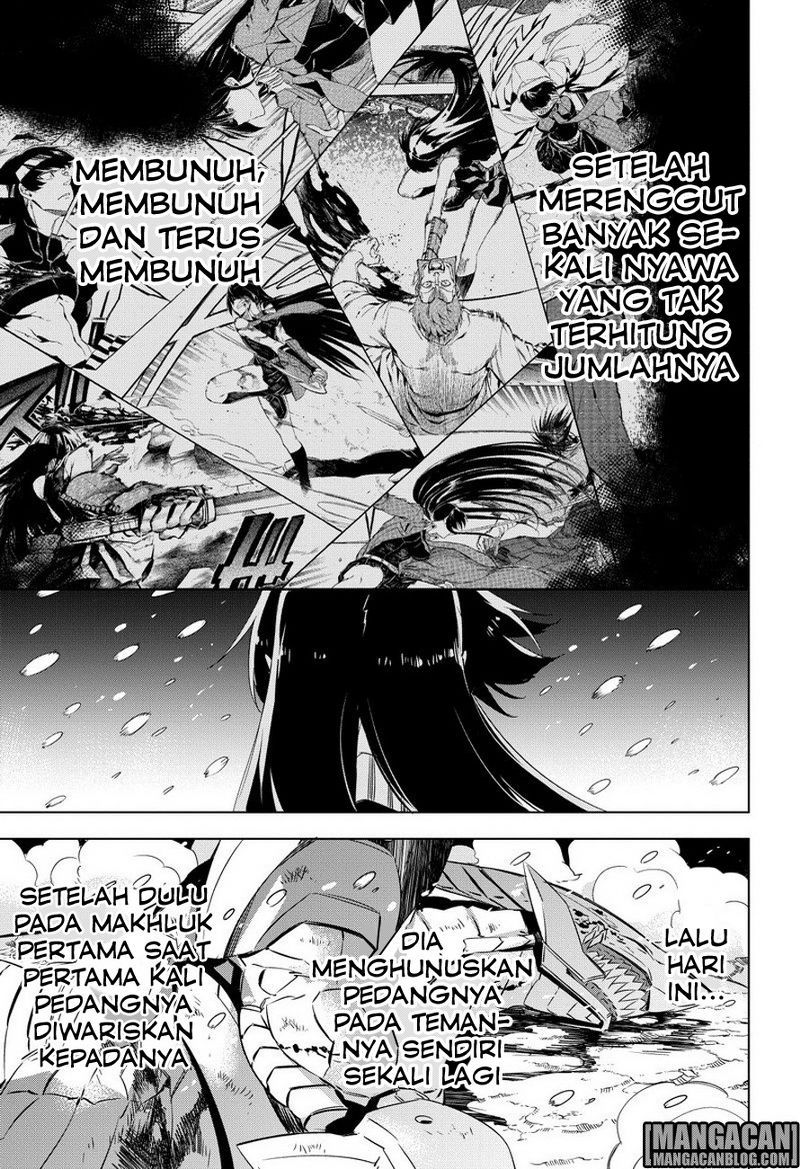 SETELAH
MERENGGUT
BANYAK SE-
KALI NYAWA
YANG TAK
TERHITUNG
JUMLAHNYA
MEMBUNUH,
MEMBUNUH
DAN TERUS
MEMBUNUH
LALU
HARI
INI...
DIA
MENGHUNUSKAN
PEDANGNYA
PADA TEMAN-
NYA SENDIRI
SEKALI LAGI
SETELAH DULU
PADA MAKHLUK
PERTAMA SAAT
PERTAMA KALI
PEDANGNYA
DIWARISKAN
KEPADANYA
[MANGACAN]
MANGACANBLOG.COM